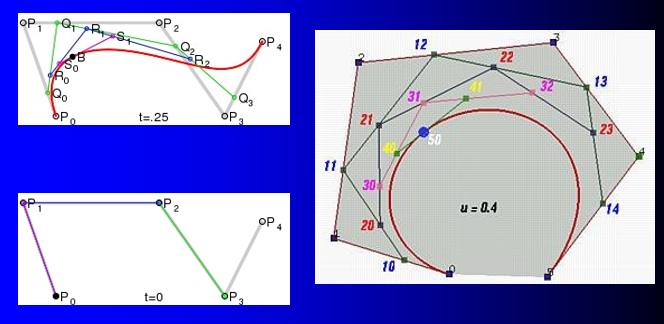 P1 Q1 R1 S1 P2
Q2 R2 P4
B S0 R0
Q0 Q3
P0 t=.25 P3
P1 P2
P4
P0 t=0 P3
3
12 22
2
13
41 32
31
21 23
50
40 4
11
30
u = 0.4 14
20
1
10 0 5